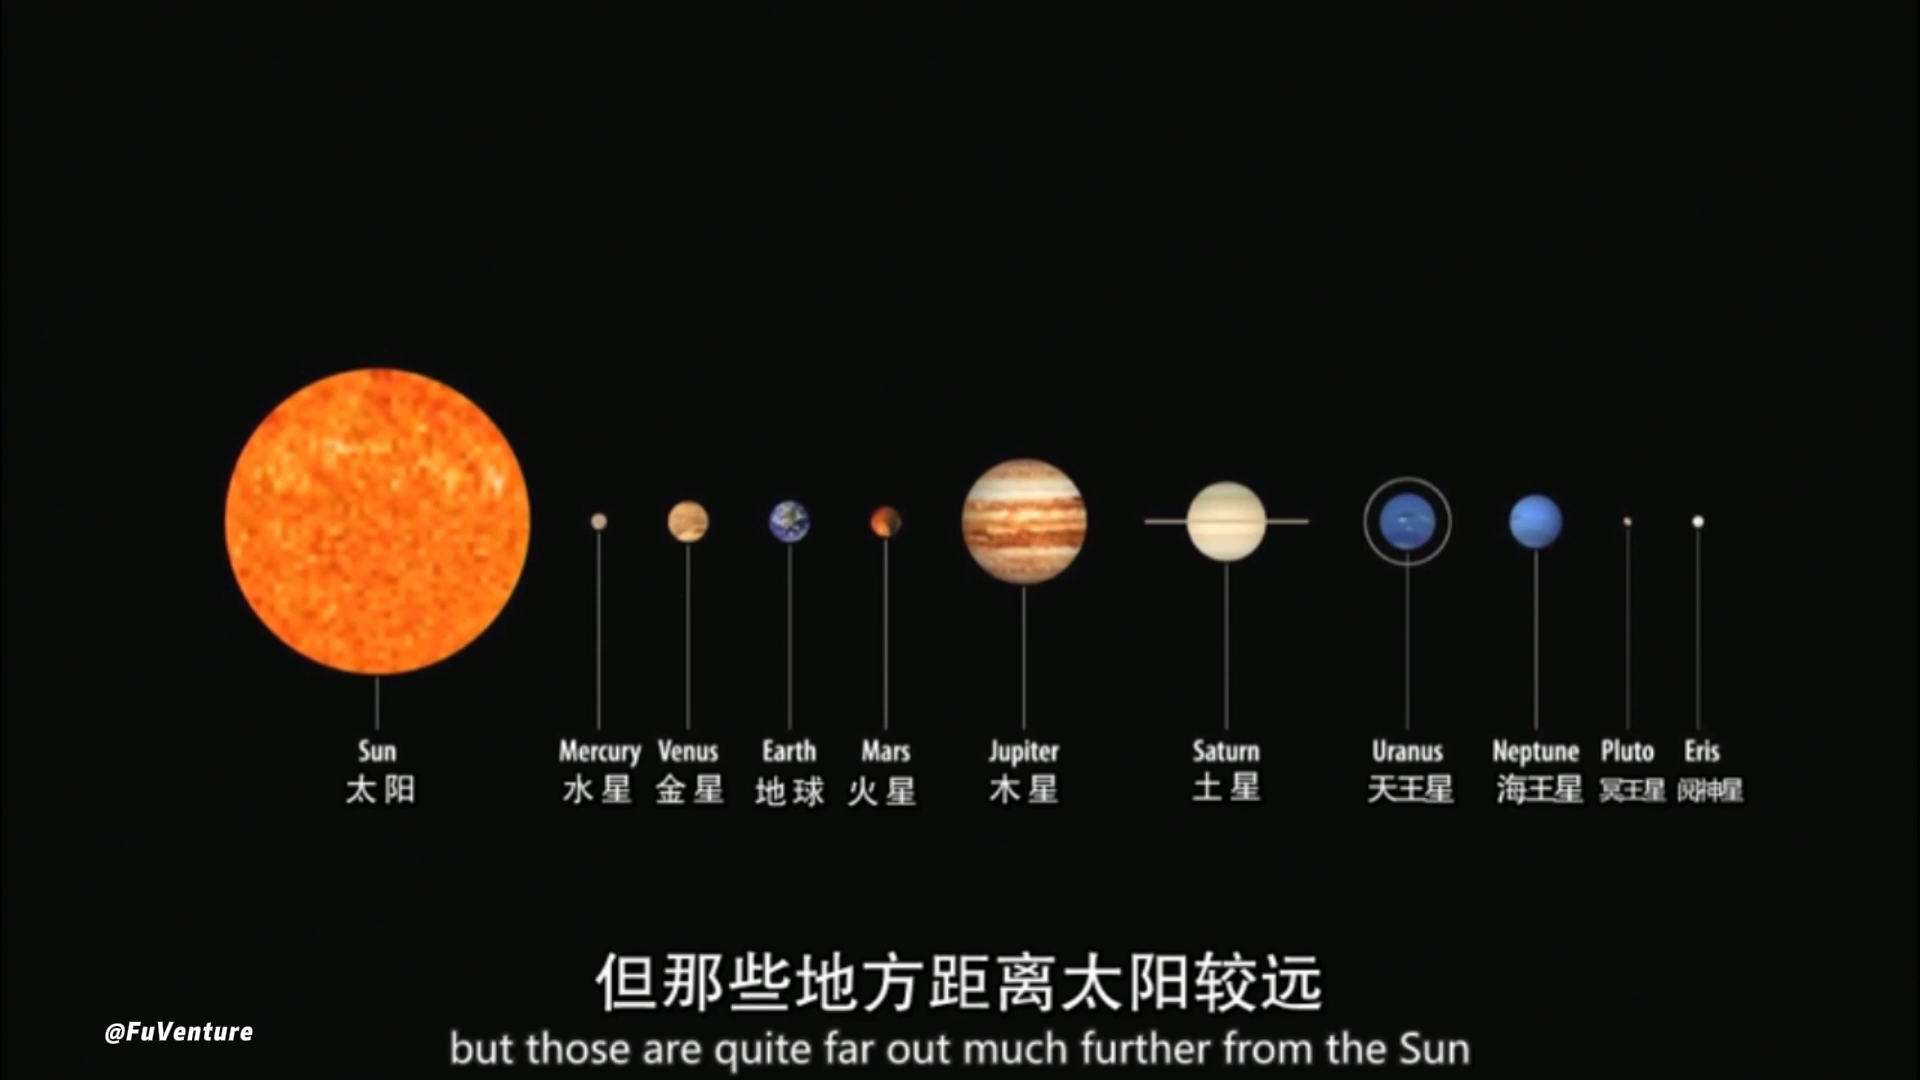 Sun Mercury Venus Earth Mars Jupiter Saturn Uranus Neptune Pluto Eris
太阳 水星 金星 地球 火星 木星 土星 天王星 海王星 冥王星 阋神星
但那些地方距离太阳较远
@FuVenture
but those are quite far out much further from the Sun